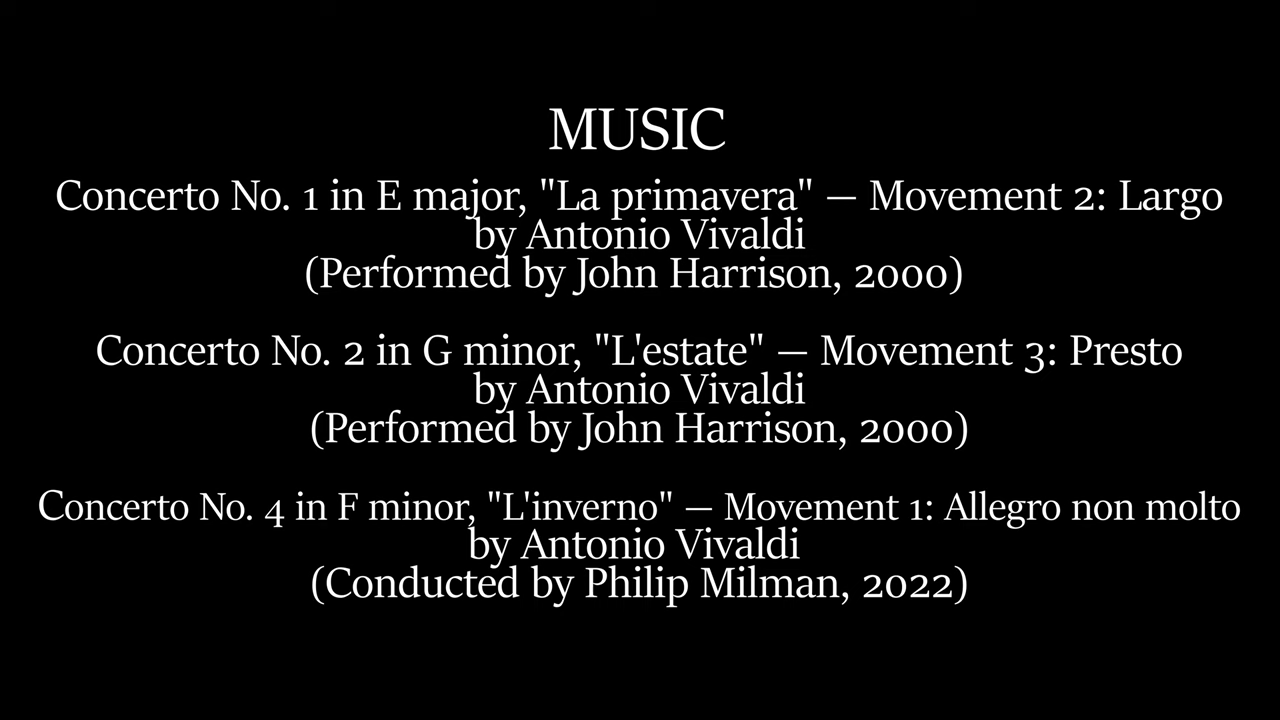 MUSIC
Concerto No. 1 in E major, "La primavera" — Movement 2: Largo
by Antonio Vivaldi
(Performed by John Harrison, 2000)
Concerto No. 2 in G minor, "L'estate" — Movement 3: Presto
by Antonio Vivaldi
(Performed by John Harrison, 2000)
Concerto No. 4 in F minor, "L'inverno" — Movement 1: Allegro non molto
by Antonio Vivaldi
(Conducted by Philip Milman, 2022)